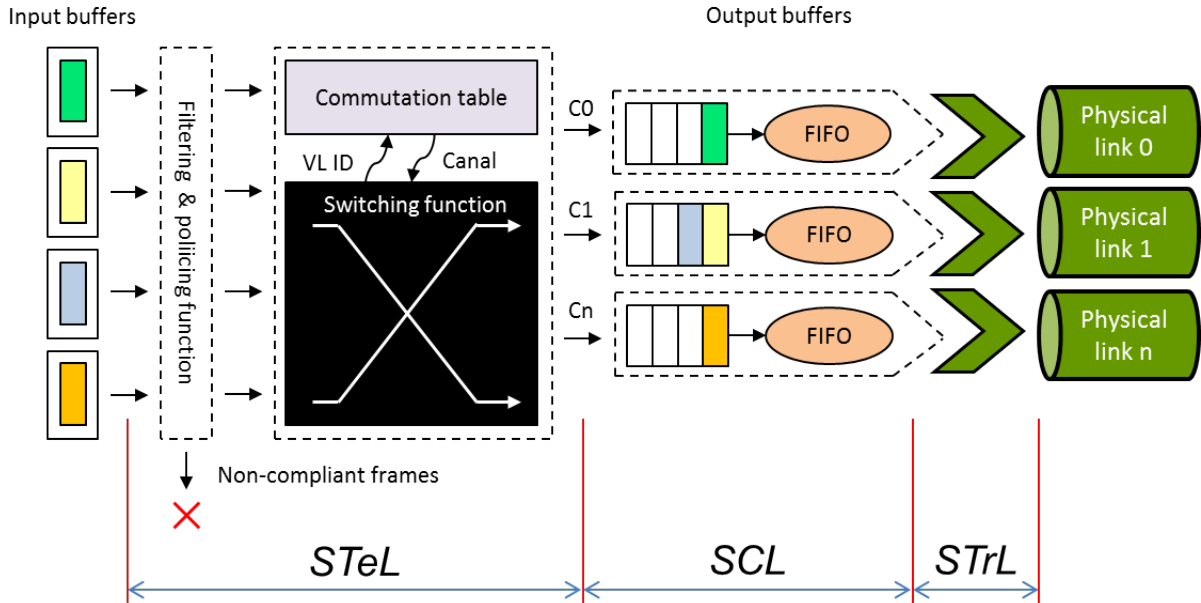 Input buffers
Output buffers
Filtering & policing function
Commutation table
VL ID
Canal
Switching function
C0
C1
Cn
FIFO
FIFO
FIFO
Physical
link 0
Physical
link 1
Physical
link n
Non-compliant frames
STeL
SCL
STrL